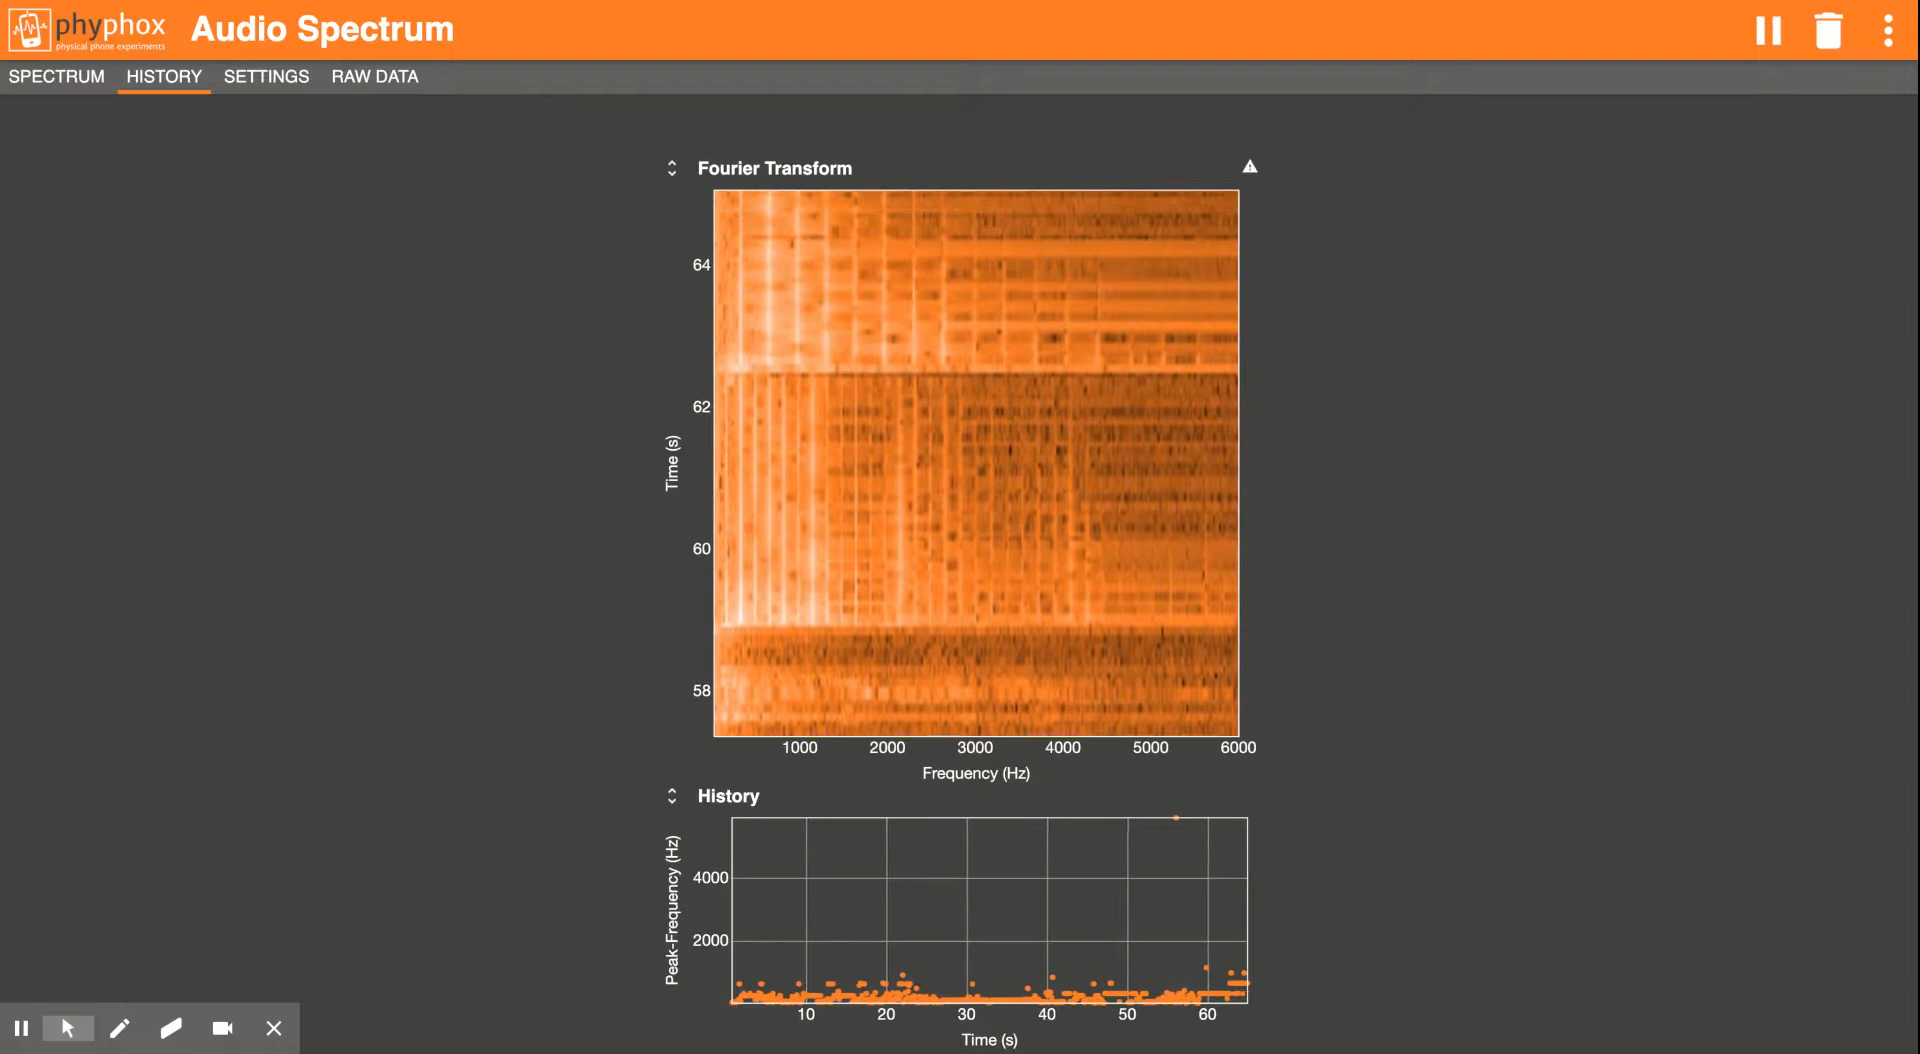 phyphox
physical phone experiments
Audio Spectrum
SPECTRUM HISTORY SETTINGS RAW DATA
Fourier Transform
64
62
60
58
Time (s)
1000 2000 3000 4000 5000 6000
Frequency (Hz)
History
4000
2000
Peak-Frequency (Hz)
10 20 30 40 50 60
Time (s)